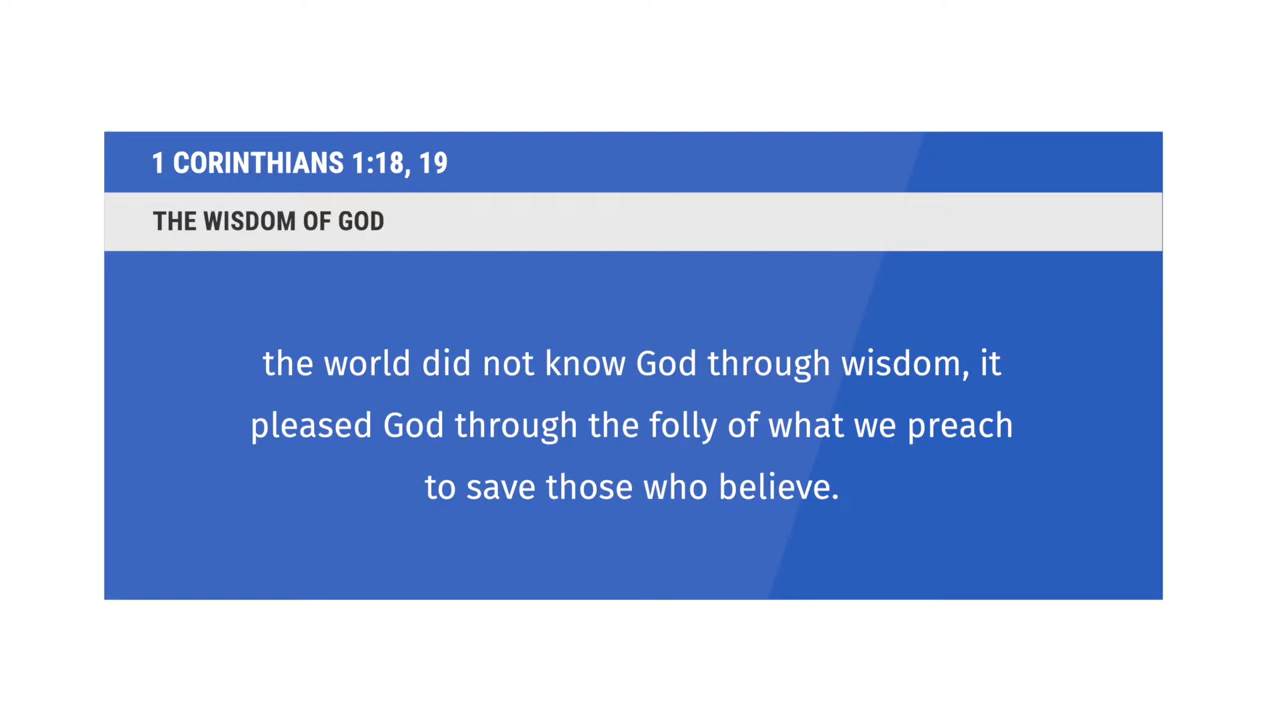 1 CORINTHIANS 1:18, 19
THE WISDOM OF GOD
the world did not know God through wisdom, it
pleased God through the folly of what we preach
to save those who believe.